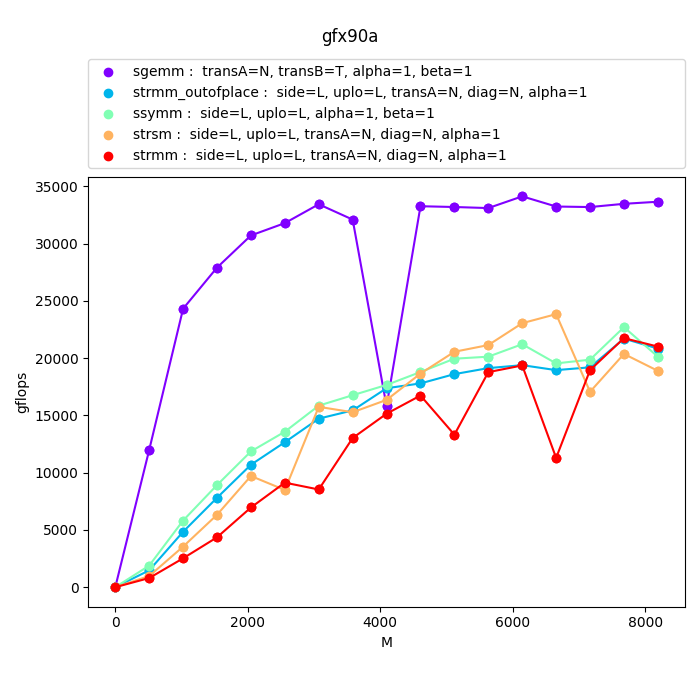 gfx90a
sgemm :  transA=N, transB=T, alpha=1, beta=1
strmm_outofplace :  side=L, uplo=L, transA=N, diag=N, alpha=1
ssymm :  side=L, uplo=L, alpha=1, beta=1
strsm :  side=L, uplo=L, transA=N, diag=N, alpha=1
strmm :  side=L, uplo=L, transA=N, diag=N, alpha=1
35000
30000
25000
20000
15000
10000
5000
0
gflops
0 2000 4000 6000 8000
M